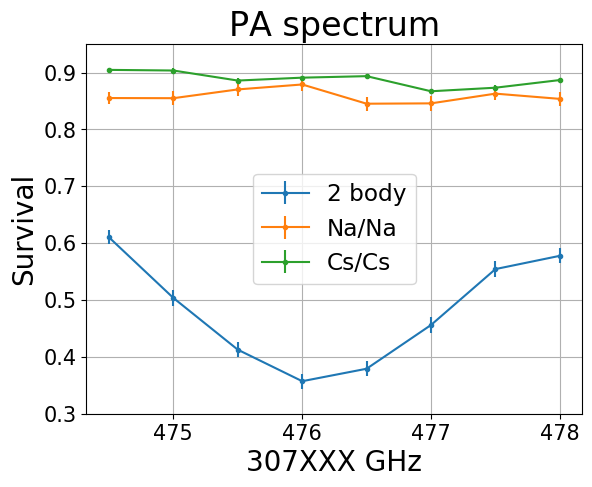 PA spectrum
Survival
0.9
0.8
0.7
0.6
0.5
0.4
0.3
2 body
Na/Na
Cs/Cs
475
476
477
478
307XXX GHz